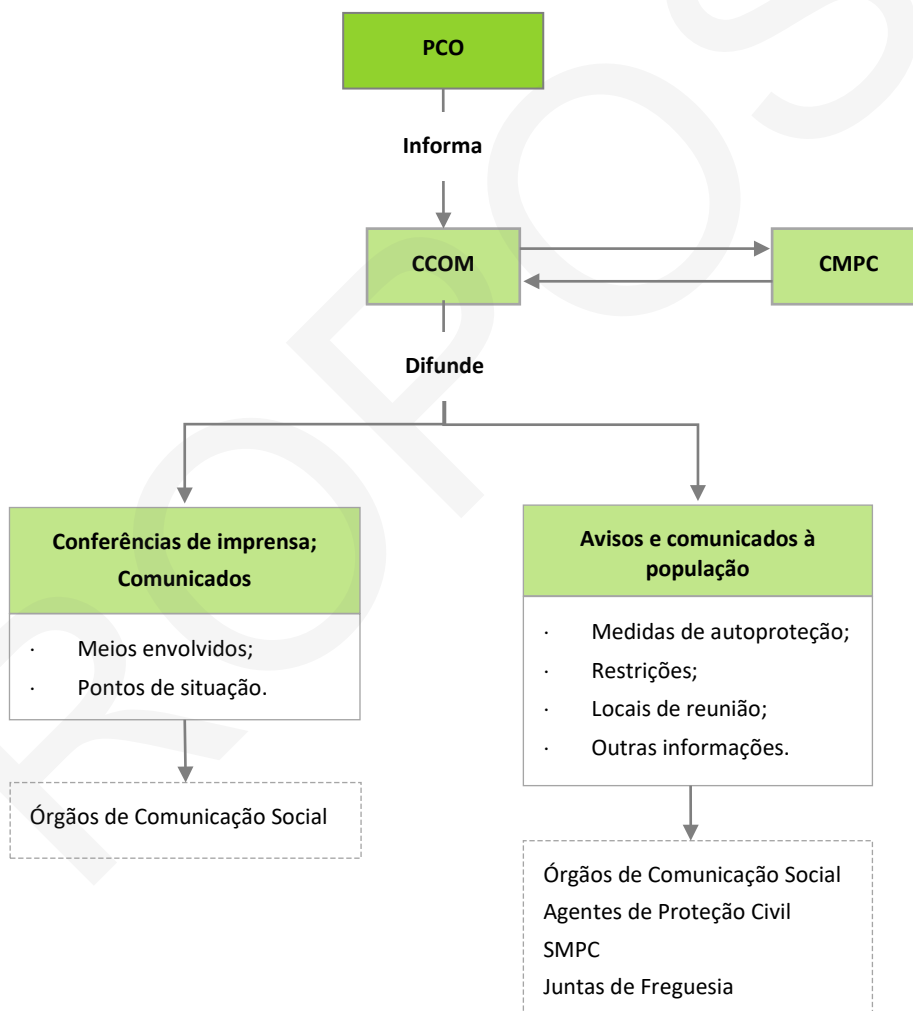 PCO
Informa
CCOM
CMPC
Difunde
Conferências de imprensa;
Comunicados
· Meios envolvidos;
· Pontos de situação.
Órgãos de Comunicação Social
Avisos e comunicados à
população
· Medidas de autoproteção;
· Restrições;
· Locais de reunião;
· Outras informações.
Órgãos de Comunicação Social
Agentes de Proteção Civil
SMPC
Juntas de Freguesia
ROPOS